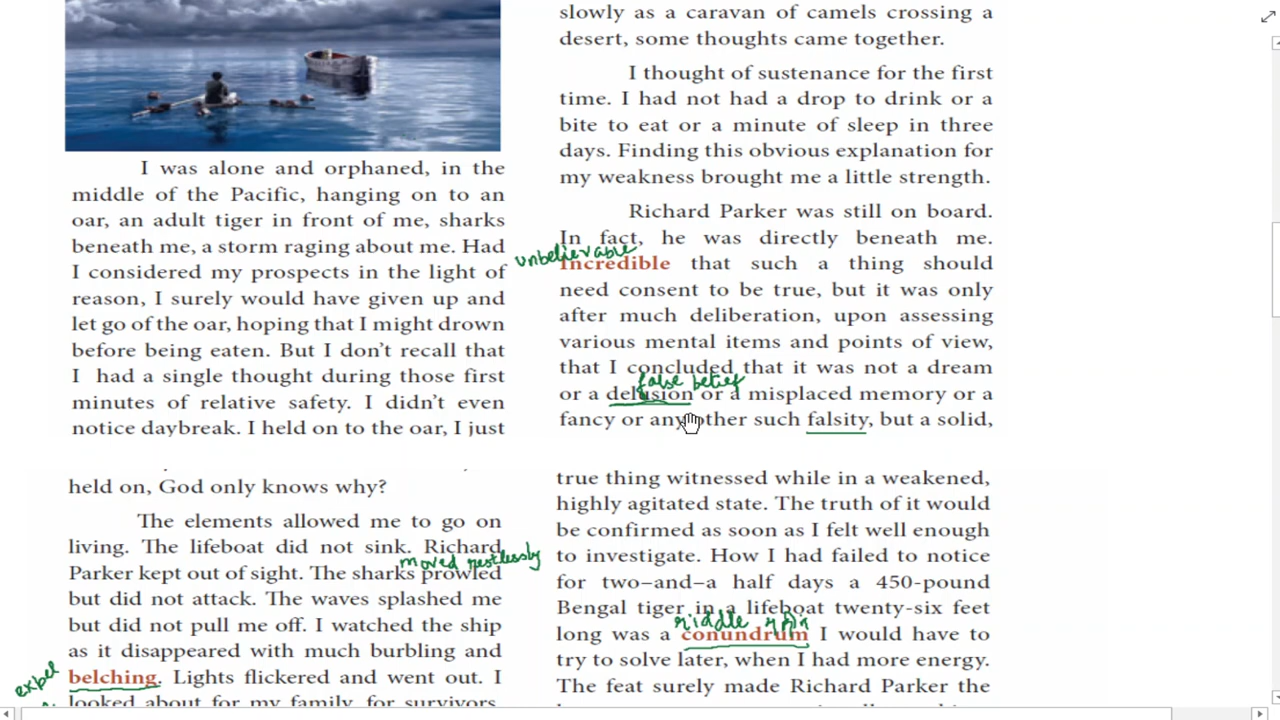 I was alone and orphaned, in the
middle of the Pacific, hanging on to an
oar, an adult tiger in front of me, sharks
beneath me, a storm raging about me. Had
I considered my prospects in the light of
reason, I surely would have given up and
let go of the oar, hoping that I might drown
before being eaten. But I don't recall that
I had a single thought during those first
minutes of relative safety. I didn't even
notice daybreak. I held on to the oar, I just
held on, God only knows why?
The elements allowed me to go on
living. The lifeboat did not sink. Richard
moved restlessly
Parker kept out of sight. The sharks prowled
but did not attack. The waves splashed me
but did not pull me off. I watched the ship
as it disappeared with much burbling and
expel
belching. Lights flickered and went out. I
looked about for my family, for survivors,
slowly as a caravan of camels crossing a
desert, some thoughts came together.
I thought of sustenance for the first
time. I had not had a drop to drink or a
bite to eat or a minute of sleep in three
days. Finding this obvious explanation for
my weakness brought me a little strength.
Richard Parker was still on board.
In fact, he was directly beneath me.
unbelievable
Incredible that such a thing should
need consent to be true, but it was only
after much deliberation, upon assessing
various mental items and points of view,
that I concluded that it was not a dream
false belief
or a delusion or a misplaced memory or a
fancy or any other such falsity, but a solid,
true thing witnessed while in a weakened,
highly agitated state. The truth of it would
be confirmed as soon as I felt well enough
to investigate. How I had failed to notice
for two–and–a half days a 450-pound
Bengal tiger in a lifeboat twenty-six feet
riddle
long was a conundrum I would have to
try to solve later, when I had more energy.
The feat surely made Richard Parker the